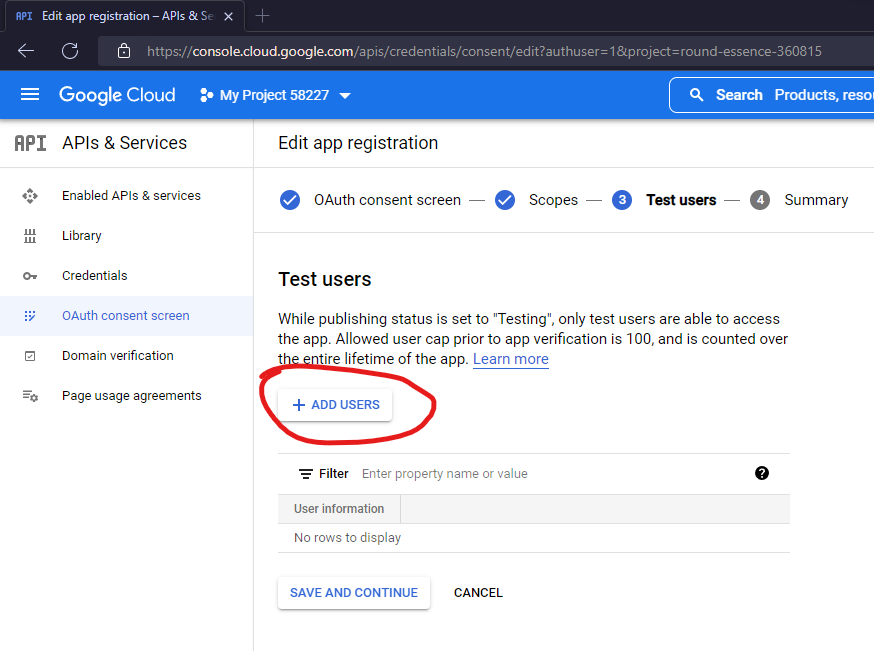 API Edit app registration – APIs & Se
https://console.cloud.google.com/apis/credentials/consent/edit?authuser=1&project=round-essence-360815
Google Cloud My Project 58227 Search Products, resou
API APIs & Services
Edit app registration
Enabled APIs & services
Library
Credentials
OAuth consent screen
Domain verification
Page usage agreements
OAuth consent screen — Scopes — 3 Test users — 4 Summary
Test users
While publishing status is set to "Testing", only test users are able to access
the app. Allowed user cap prior to app verification is 100, and is counted over
the entire lifetime of the app. Learn more
+ ADD USERS
Filter Enter property name or value ?
User information
No rows to display
SAVE AND CONTINUE CANCEL